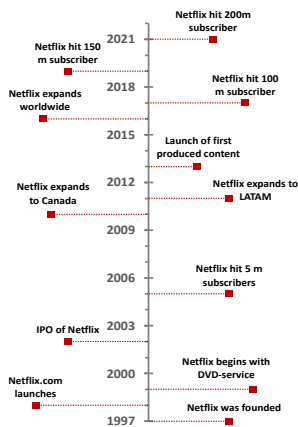 Netflix hit 200m
subscriber
2021
Netflix hit 150
m subscriber
Netflix hit 100
m subscriber
2018
Netflix expands
worldwide
2015
Launch of first
produced content
2012
Netflix expands
to Canada
Netflix expands to
LATAM
2009
Netflix hit 5 m
subscribers
2006
IPO of Netflix
2003
Netflix begins with
DVD-service
2000
Netflix.com
launches
Netflix was founded
1997